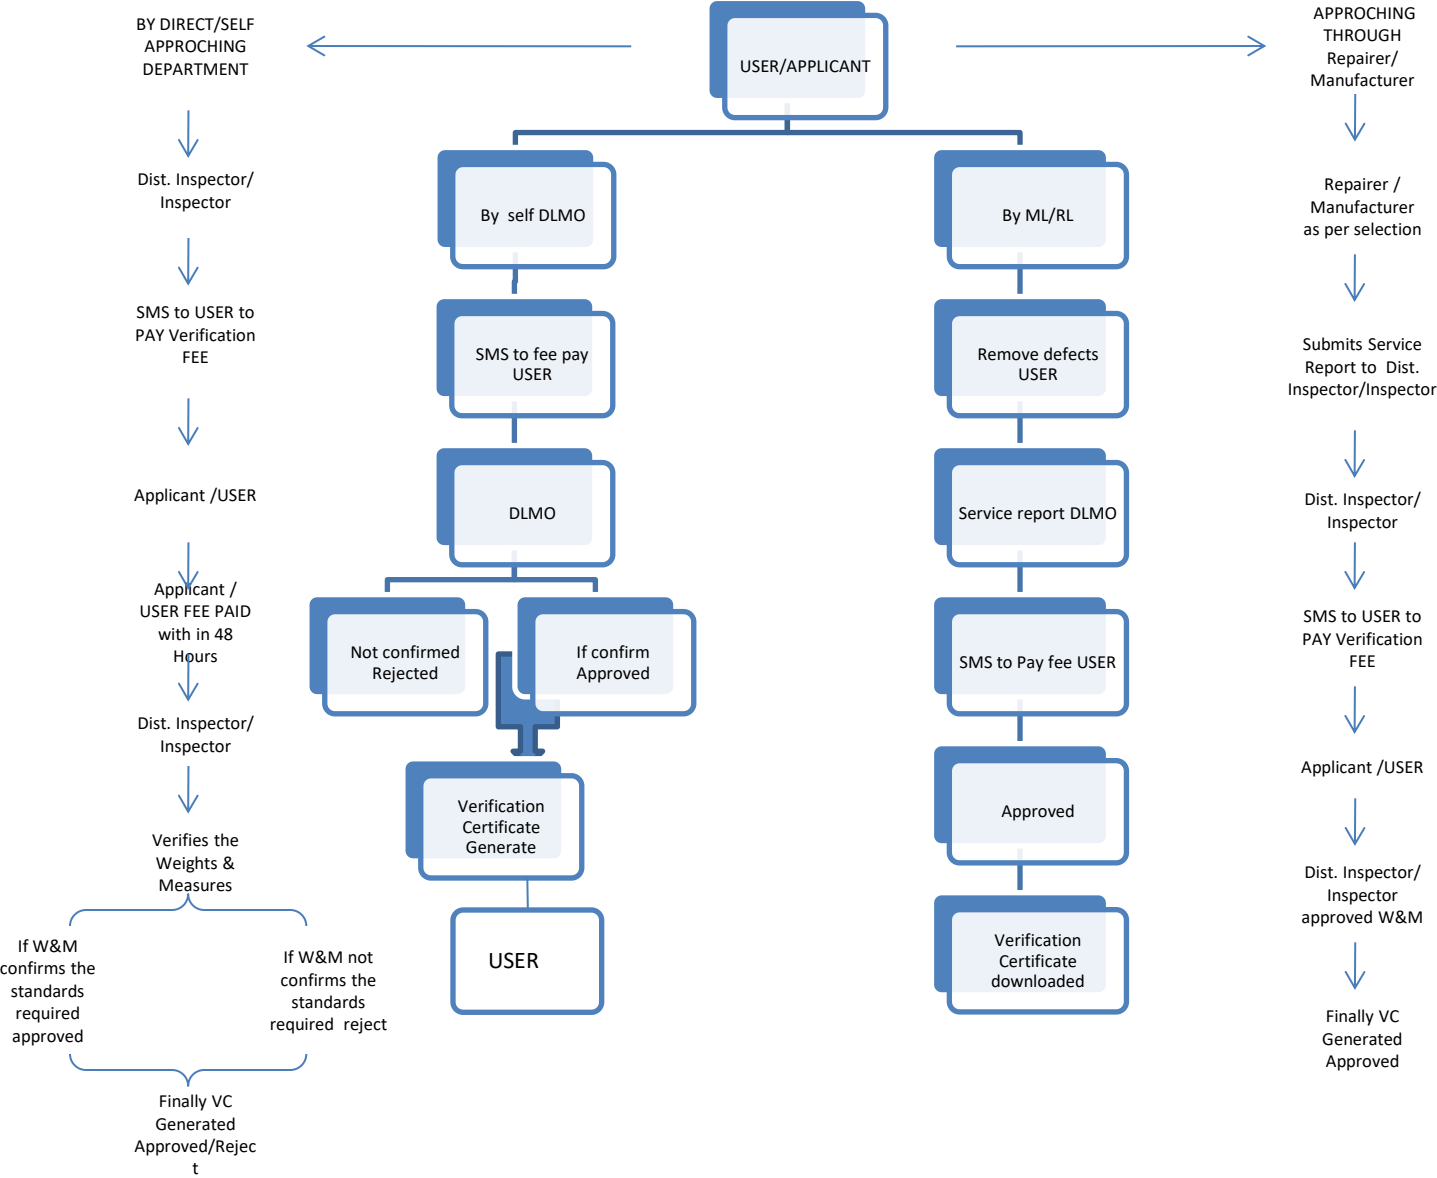 BY DIRECT/SELF
APPROCHING
DEPARTMENT
Dist. Inspector/
Inspector
SMS to USER to
PAY Verification
FEE
Applicant /USER
Applicant /
USER FEE PAID
with in 48
Hours
Dist. Inspector/
Inspector
Verifies the
Weights &
Measures
If W&M
confirms the
standards
required
approved
If W&M not
confirms the
standards
required reject
Finally VC
Generated
Approved/Rejec
t
USER/APPLICANT
By self DLMO
SMS to fee pay
USER
DLMO
Not confirmed
Rejected
If confirm
Approved
Verification
Certificate
Generate
USER
By ML/RL
Remove defects
USER
Service report DLMO
SMS to Pay fee USER
Approved
Verification
Certificate
downloaded
APPROCHING
THROUGH
Repairer/
Manufacturer
Repairer /
Manufacturer
as per selection
Submits Service
Report to Dist.
Inspector/Inspector
Dist. Inspector/
Inspector
SMS to USER to
PAY Verification
FEE
Applicant /USER
Dist. Inspector/
Inspector
approved W&M
Finally VC
Generated
Approved